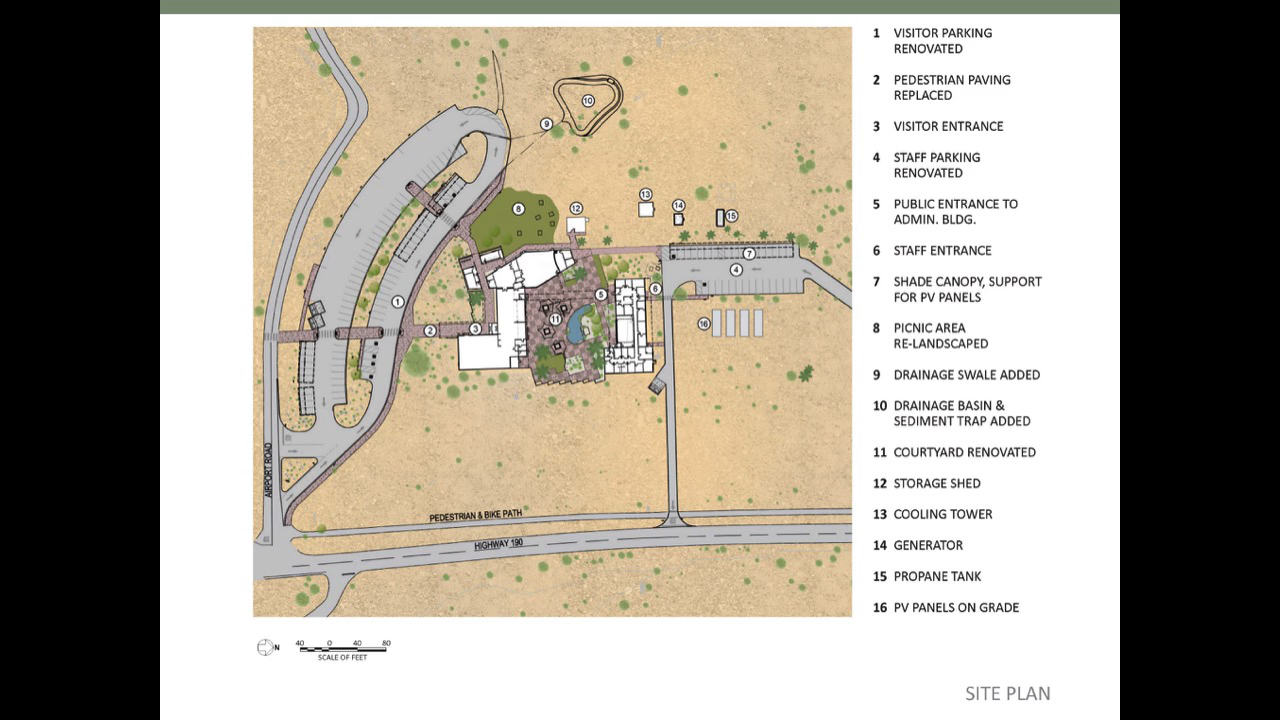 1 VISITOR PARKING
RENOVATED
2 PEDESTRIAN PAVING
REPLACED
3 VISITOR ENTRANCE
4 STAFF PARKING
RENOVATED
5 PUBLIC ENTRANCE TO
ADMIN. BLDG.
6 STAFF ENTRANCE
7 SHADE CANOPY, SUPPORT
FOR PV PANELS
8 PICNIC AREA
RE-LANDSCAPED
9 DRAINAGE SWALE ADDED
10 DRAINAGE BASIN &
SEDIMENT TRAP ADDED
11 COURTYARD RENOVATED
12 STORAGE SHED
13 COOLING TOWER
14 GENERATOR
15 PROPANE TANK
16 PV PANELS ON GRADE
10
9
13
14
15
8
12
7
4
6
5
1
11
16
2
3
AIRPORT ROAD
PEDESTRIAN & BIKE PATH
HIGHWAY 190
N
40 0 40 80
SCALE OF FEET
SITE PLAN